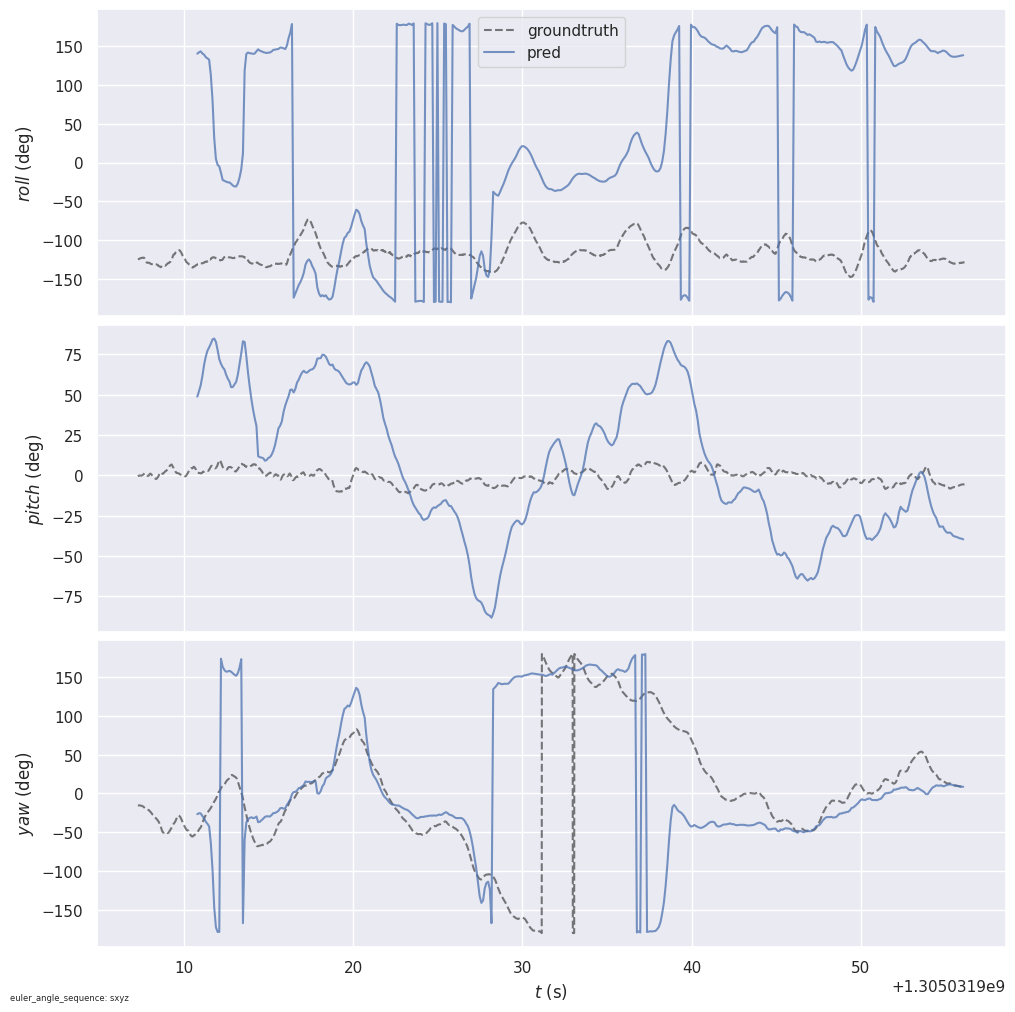 groundtruth
pred
150
100
50
0
−50
−100
−150
roll (deg)
75
50
25
0
−25
−50
−75
pitch (deg)
150
100
50
0
−50
−100
−150
yaw (deg)
10 20 30 40 50
t (s)
+1.3050319e9
euler_angle_sequence: sxyz